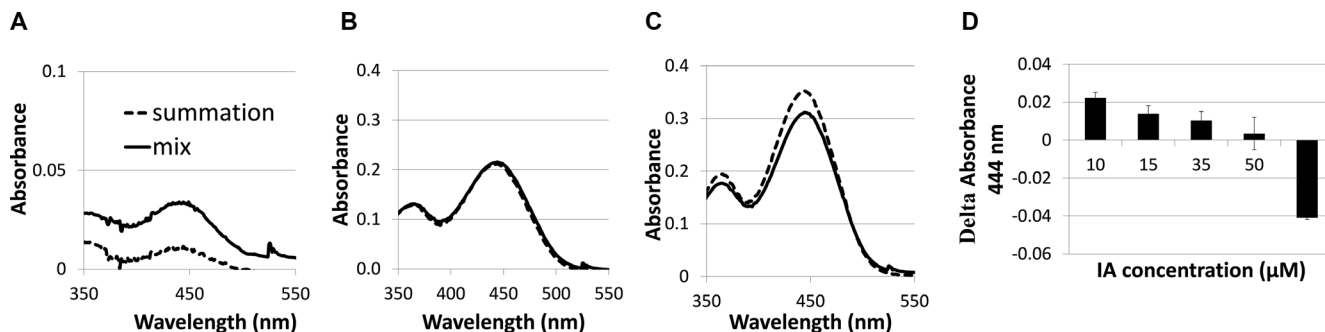 A
B
C
D
0.1
0.05
0
350
450
550
Absorbance
Wavelength (nm)
summation
mix
0.4
0.3
0.2
0.1
0.0
350
400
450
500
550
Absorbance
Wavelength (nm)
0.4
0.3
0.2
0.1
0
350
400
450
500
550
Absorbance
Wavelength (nm)
0.04
0.02
0
-0.02
-0.04
-0.06
10
15
35
50
Delta Absorbance
444 nm
IA concentration (µM)